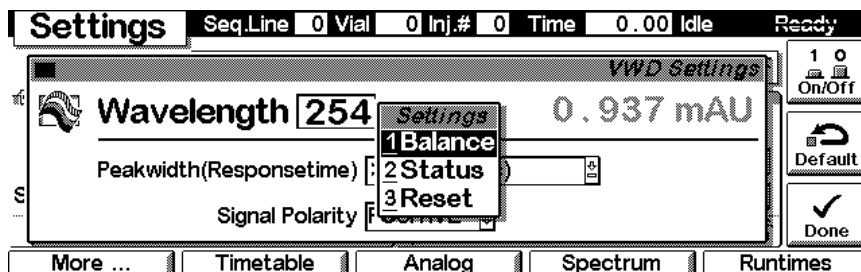 Settings Seq.Line 0 Vial 0 Inj.# 0 Time 0.00 Idle Ready
VWD Settings
1 0
On/Off
Wavelength 254 0.937 mAU
Settings
1 Balance
2 Status
3 Reset
Peakwidth(Responsetime)
Signal Polarity
Default
Done
More ... Timetable Analog Spectrum Runtimes